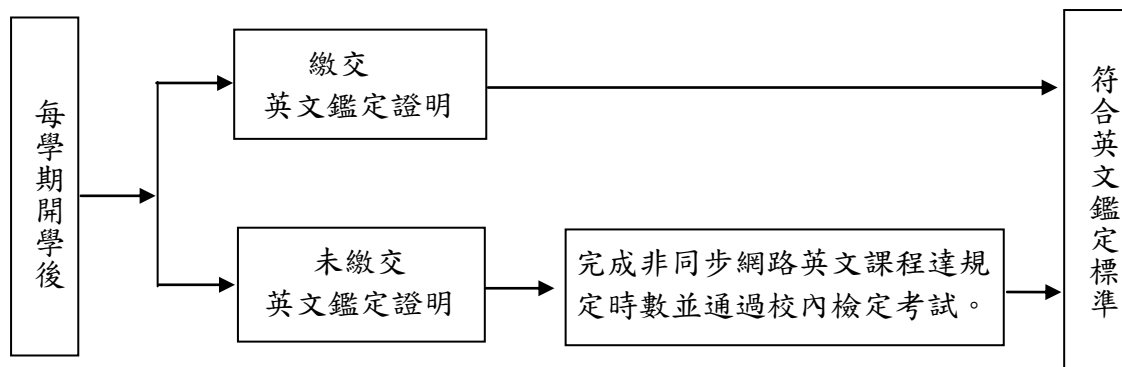 每學期開學後
繳交
英文鑑定證明
未繳交
英文鑑定證明
完成非同步網路英文課程達規
定時數並通過校內檢定考試。
符合英文鑑定標準